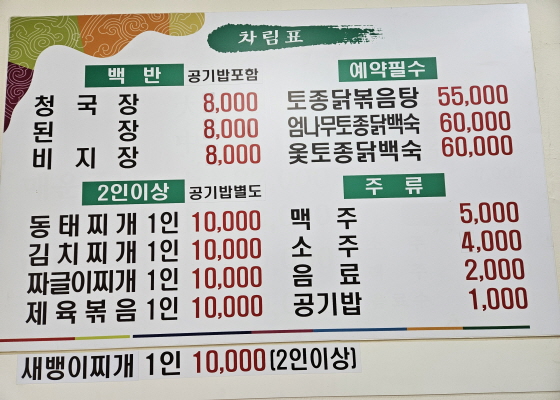 차림표
백 반 공기밥포함
청 국 장 8,000
된 장 8,000
비 지 장 8,000
2인이상 공기밥별도
동 태 찌 개 1인 10,000
김 치 찌 개 1인 10,000
짜글이찌개 1인 10,000
제 육 볶 음 1인 10,000
예약필수
토종닭볶음탕 55,000
엄나무토종닭백숙 60,000
옻토종닭백숙 60,000
주 류
맥 주 5,000
소 주 4,000
음 료 2,000
공기밥 1,000
새뱅이찌개 1인 10,000(2인이상)